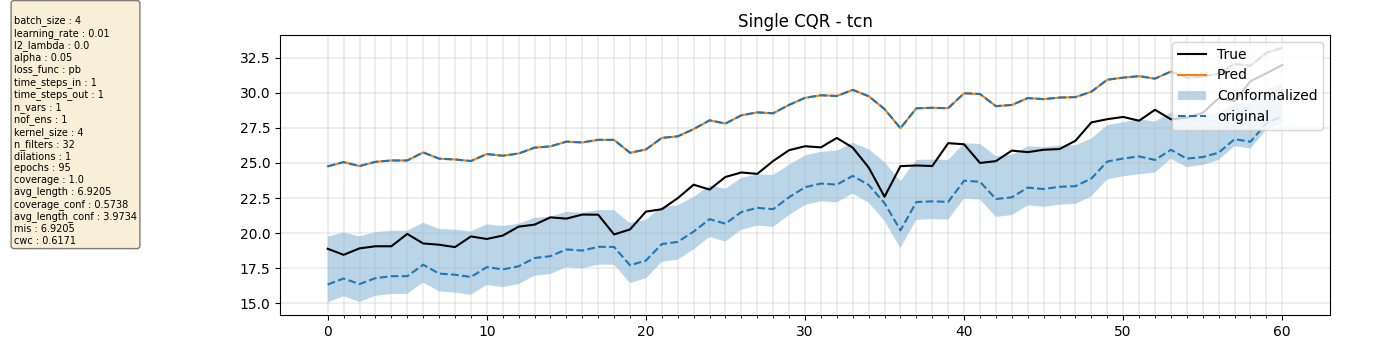 batch_size : 4
learning_rate : 0.01
l2_lambda : 0.0
alpha : 0.05
loss_func : pb
time_steps_in : 1
time_steps_out : 1
n_vars : 1
nof_ens : 1
kernel_size : 4
n_filters : 32
dilations : 1
epochs : 95
coverage : 1.0
avg_length : 6.9205
coverage_conf : 0.5738
avg_length_conf : 3.9734
mis : 6.9205
cwc : 0.6171
Single CQR - tcn
32.5
30.0
27.5
25.0
22.5
20.0
17.5
15.0
True
Pred
Conformalized
original
0 10 20 30 40 50 60